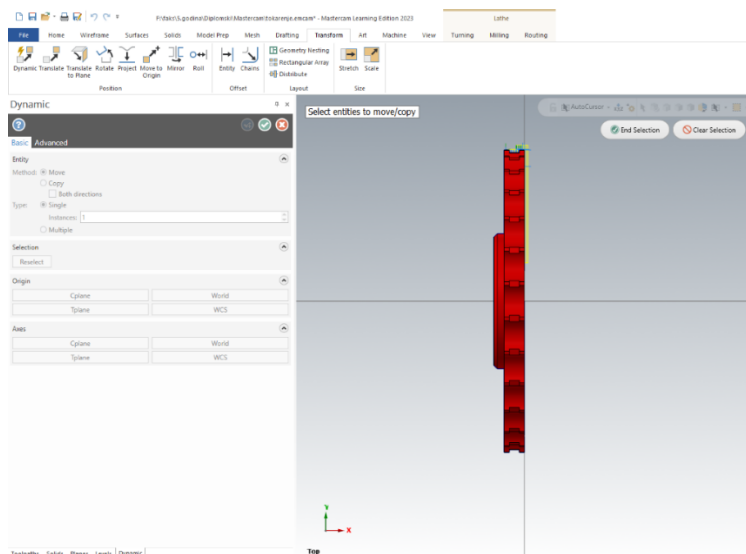 F:\faks\5.godina\Diplomski\Mastercam\tokarenje.emcam* - Mastercam Learning Edition 2023
Lathe
File Home Wireframe Surfaces Solids Model Prep Mesh Drafting Transform Art Machine View Turning Milling Routing
Dynamic Translate Translate to Plane Rotate Project Move to Origin Mirror Roll
Entity Chains
Geometry Nesting
Rectangular Array
Distribute
Stretch Scale
Position Offset Layout Size
Dynamic
Select entities to move/copy
AutoCursor
End Selection Clear Selection
Basic Advanced
Entity
Method: Move
Copy
Both directions
Type: Single
Instances: 1
Multiple
Selection
Reselect
Origin
Cplane World
Tplane WCS
Axes
Cplane World
Tplane WCS
Y
X
Toolpaths Solids Planes Levels Dynamic
Top